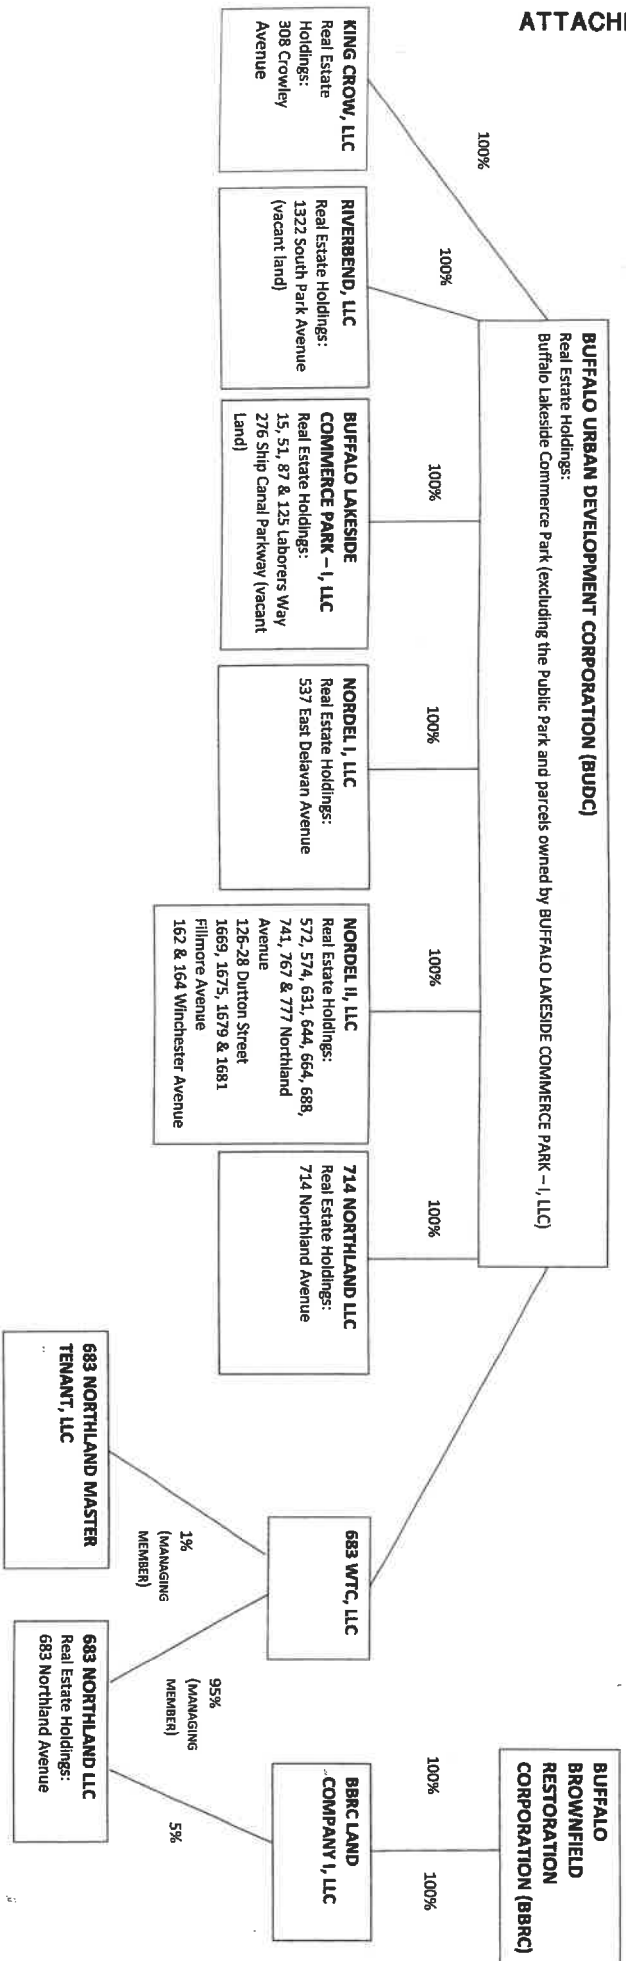 ATTACHI
BUFFALO URBAN DEVELOPMENT CORPORATION (BUDC)
Real Estate Holdings:
Buffalo Lakeside Commerce Park (excluding the Public Park and parcels owned by BUFFALO LAKESIDE COMMERCE PARK – I, LLC)
BUFFALO
BROWNFIELD
RESTORATION
CORPORATION (BBRC)
100%
100%
100%
100%
100%
100%
100%
100%
KING CROW, LLC
Real Estate
Holdings:
308 Crowley
Avenue
RIVERBEND, LLC
Real Estate Holdings:
1322 South Park Avenue
(vacant land)
BUFFALO LAKESIDE
COMMERCE PARK – I, LLC
Real Estate Holdings:
15, 51, 87 & 125 Laborers Way
276 Ship Canal Parkway (vacant
Land)
NORDEL I, LLC
Real Estate Holdings:
537 East Delavan Avenue
NORDEL II, LLC
Real Estate Holdings:
572, 574, 631, 644, 664, 688,
741, 767 & 777 Northland
Avenue
126-28 Dutton Street
1669, 1675, 1679 & 1681
Fillmore Avenue
162 & 164 Winchester Avenue
714 NORTHLAND LLC
Real Estate Holdings:
714 Northland Avenue
683 WTC, LLC
BBRC LAND
COMPANY I, LLC
1%
(MANAGING
MEMBER)
95%
(MANAGING
MEMBER)
5%
683 NORTHLAND MASTER
TENANT, LLC
683 NORTHLAND LLC
Real Estate Holdings:
683 Northland Avenue